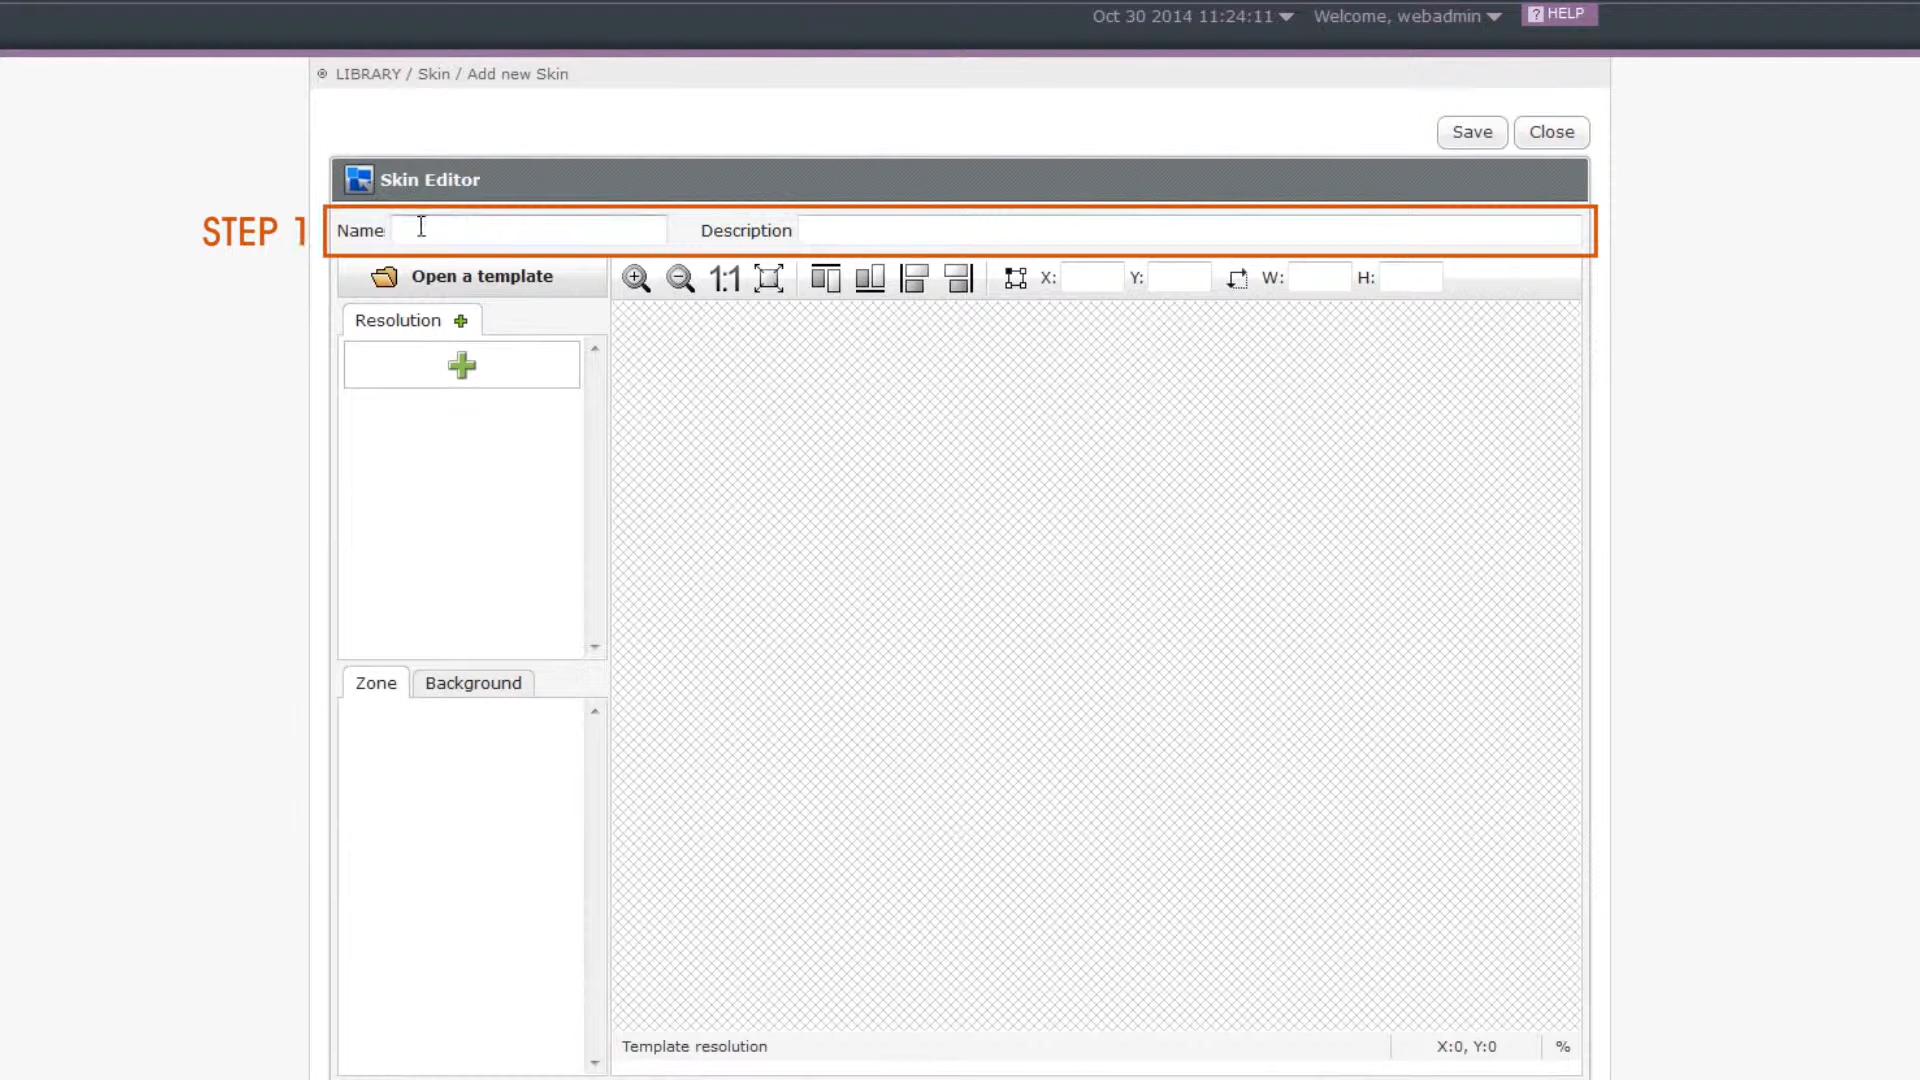 Oct 30 2014 11:24:11 Welcome, webadmin ? HELP
LIBRARY / Skin / Add new Skin
Save Close
Skin Editor
STEP 1 Name Description
Open a template 1:1 X: Y: W: H:
Resolution
Zone Background
Template resolution X:0, Y:0 %